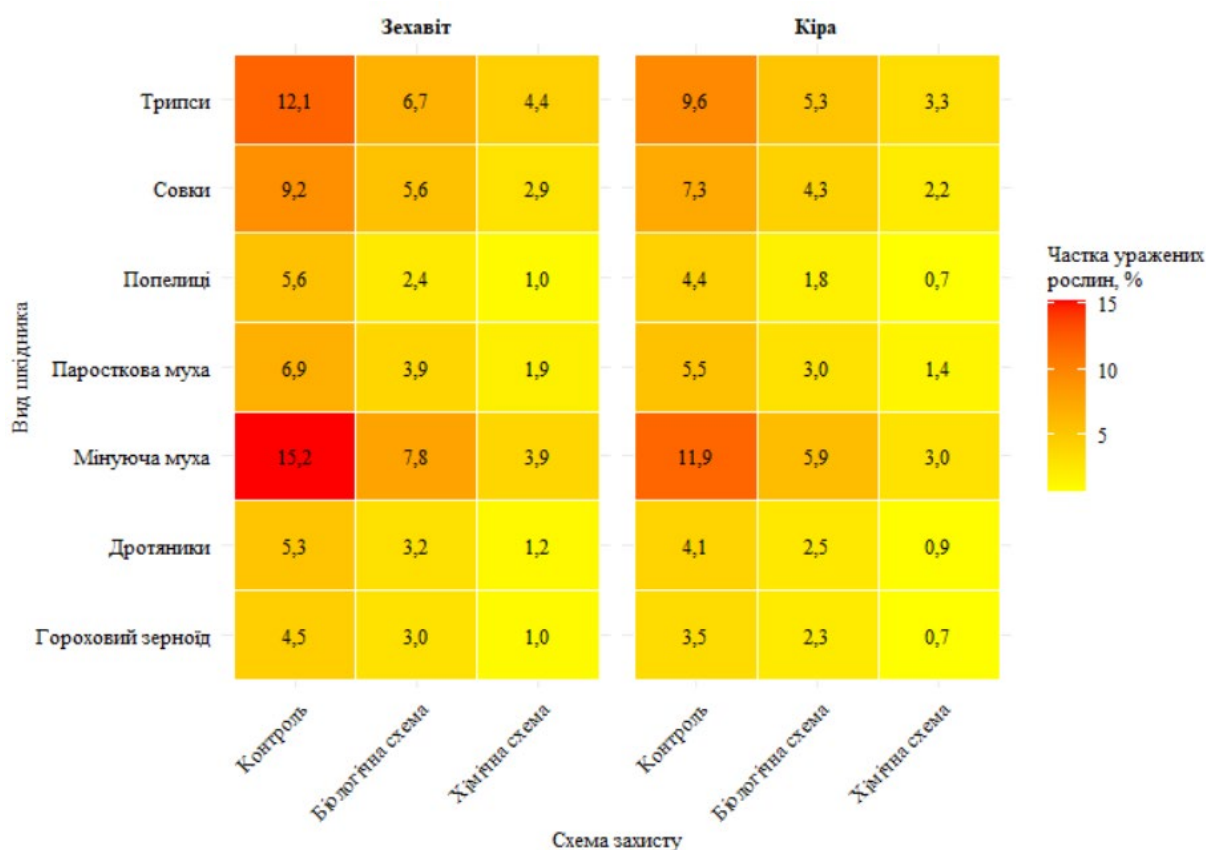 Зехавіт Кіра
Трипси 12,1 6,7 4,4 9,6 5,3 3,3
Совки 9,2 5,6 2,9 7,3 4,3 2,2
Попелиці 5,6 2,4 1,0 4,4 1,8 0,7
Паросткова муха 6,9 3,9 1,9 5,5 3,0 1,4
Мінуюча муха 15,2 7,8 3,9 11,9 5,9 3,0
Дротяники 5,3 3,2 1,2 4,1 2,5 0,9
Гороховий зерноїд 4,5 3,0 1,0 3,5 2,3 0,7
Вид шкідника
Контроль Біологічна схема Хімічна схема Контроль Біологічна схема Хімічна схема
Схема захисту
Частка уражених
рослин, %
15
10
5